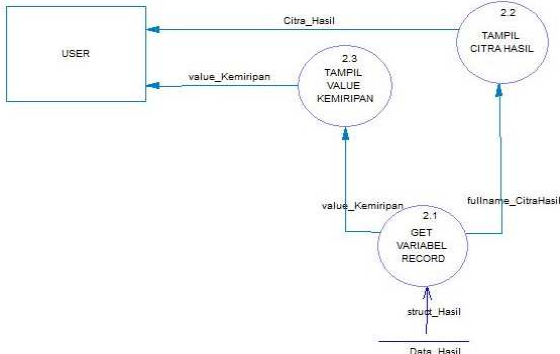 2.2
Citra_Hasil
TAMPIL
CITRA HASIL
USER
2.3
TAMPIL
VALUE
KEMIRIPAN
value_Kemiripan
value_Kemiripan
fullname_CitraHasil
2.1
GET
VARIABEL
RECORD
struct_Hasil
Data_Hasil